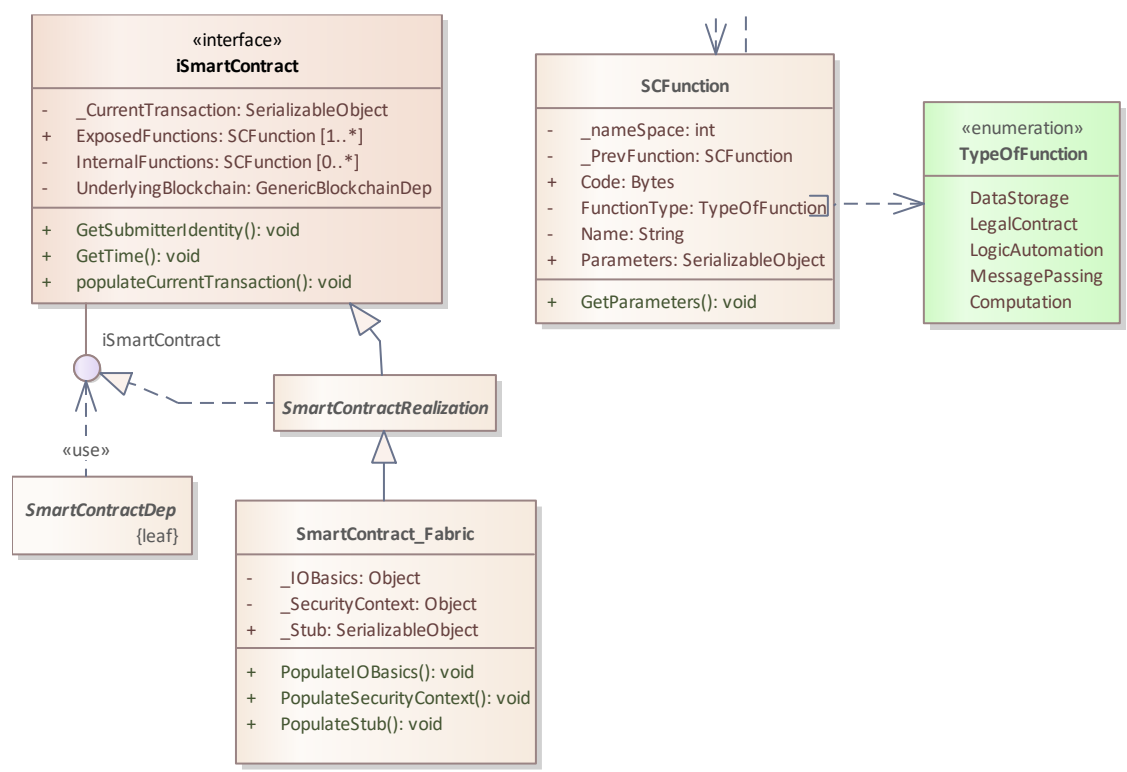 «interface»
iSmartContract
- _CurrentTransaction: SerializableObject
+ ExposedFunctions: SCFunction [1..*]
- InternalFunctions: SCFunction [0..*]
- UnderlyingBlockchain: GenericBlockchainDep
+ GetSubmitterIdentity(): void
+ GetTime(): void
+ populateCurrentTransaction(): void
SCFunction
- _nameSpace: int
- _PrevFunction: SCFunction
+ Code: Bytes
- FunctionType: TypeOfFunction
- Name: String
+ Parameters: SerializableObject
+ GetParameters(): void
«enumeration»
TypeOfFunction
DataStorage
LegalContract
LogicAutomation
MessagePassing
Computation
iSmartContract
SmartContractRealization
«use»
SmartContractDep
{leaf}
SmartContract_Fabric
- _IOBasics: Object
- _SecurityContext: Object
+ _Stub: SerializableObject
+ PopulateIOBasics(): void
+ PopulateSecurityContext(): void
+ PopulateStub(): void